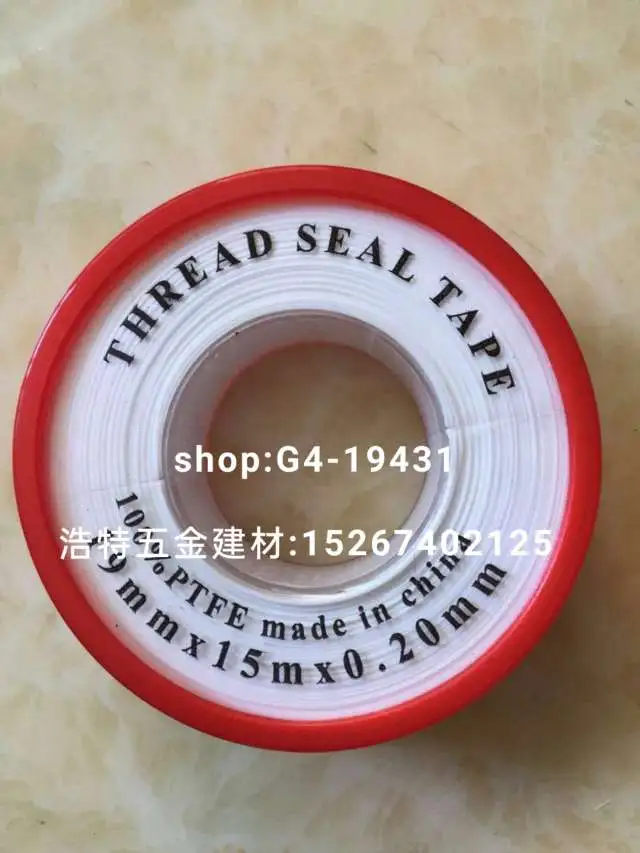 THREAD SEAL TAPE
shop:G4-19431
浩特五金建材:15267402125
100%PTFE made in china
19mmx15mx0.20mm